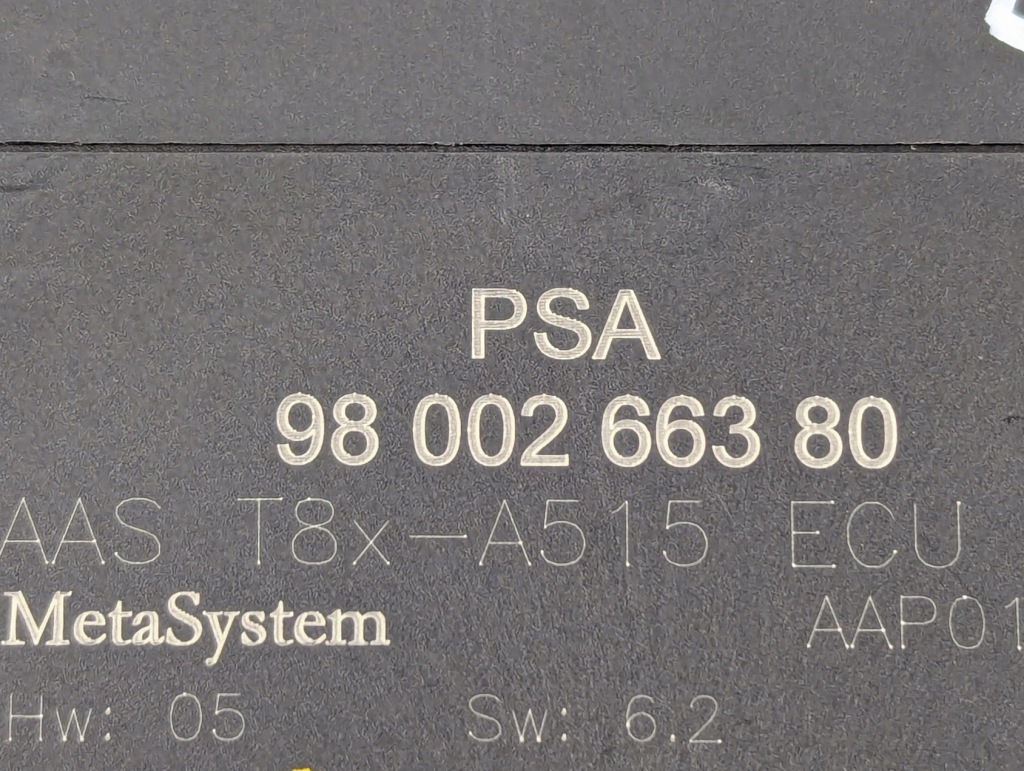 PSA
98 002 663 80
AAS T8x-A515 ECU
MetaSystem AAP01
Hw: 05 Sw: 6.2